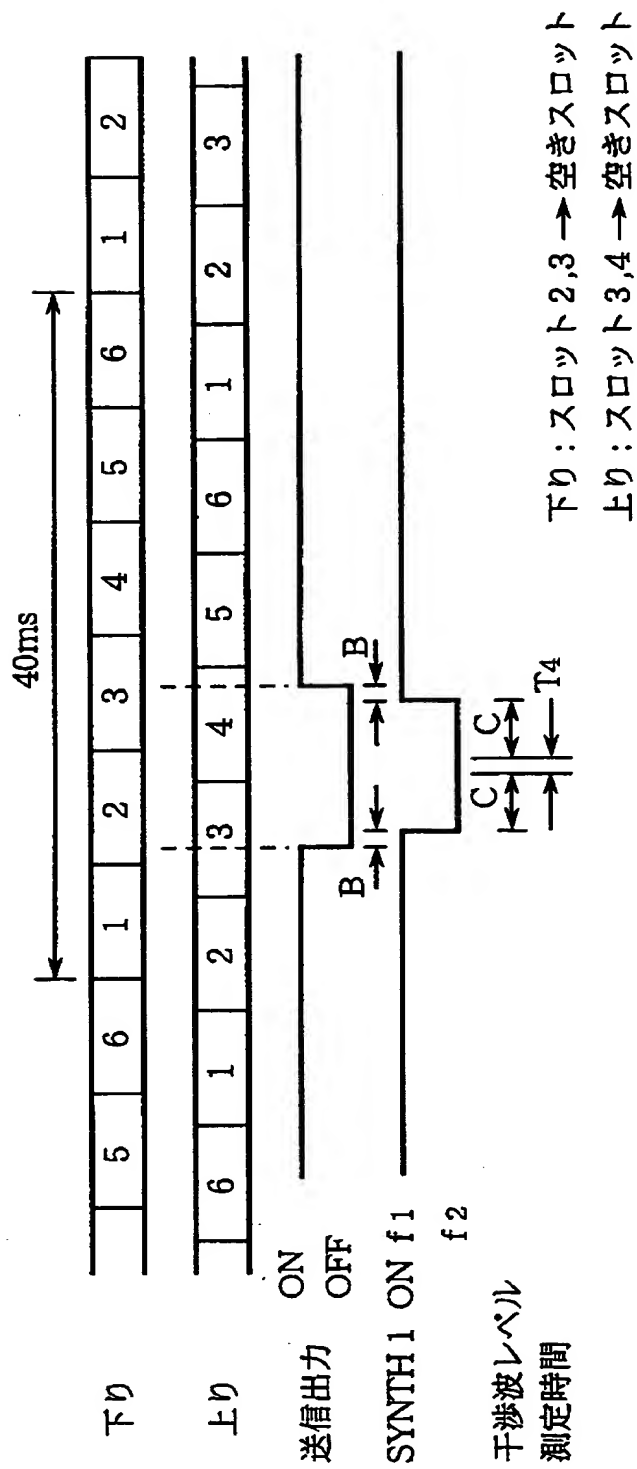 40ms
下り 5 6 1 2 3 4 5 6 1 2
上り 6 1 2 3 4 5 6 1 2 3
送信出力 ON
OFF
B B
SYNTH1 ON f1
f2
C C
T4
干渉波レベル
測定時間
下り:スロット2,3→空きスロット
上り:スロット3,4→空きスロット